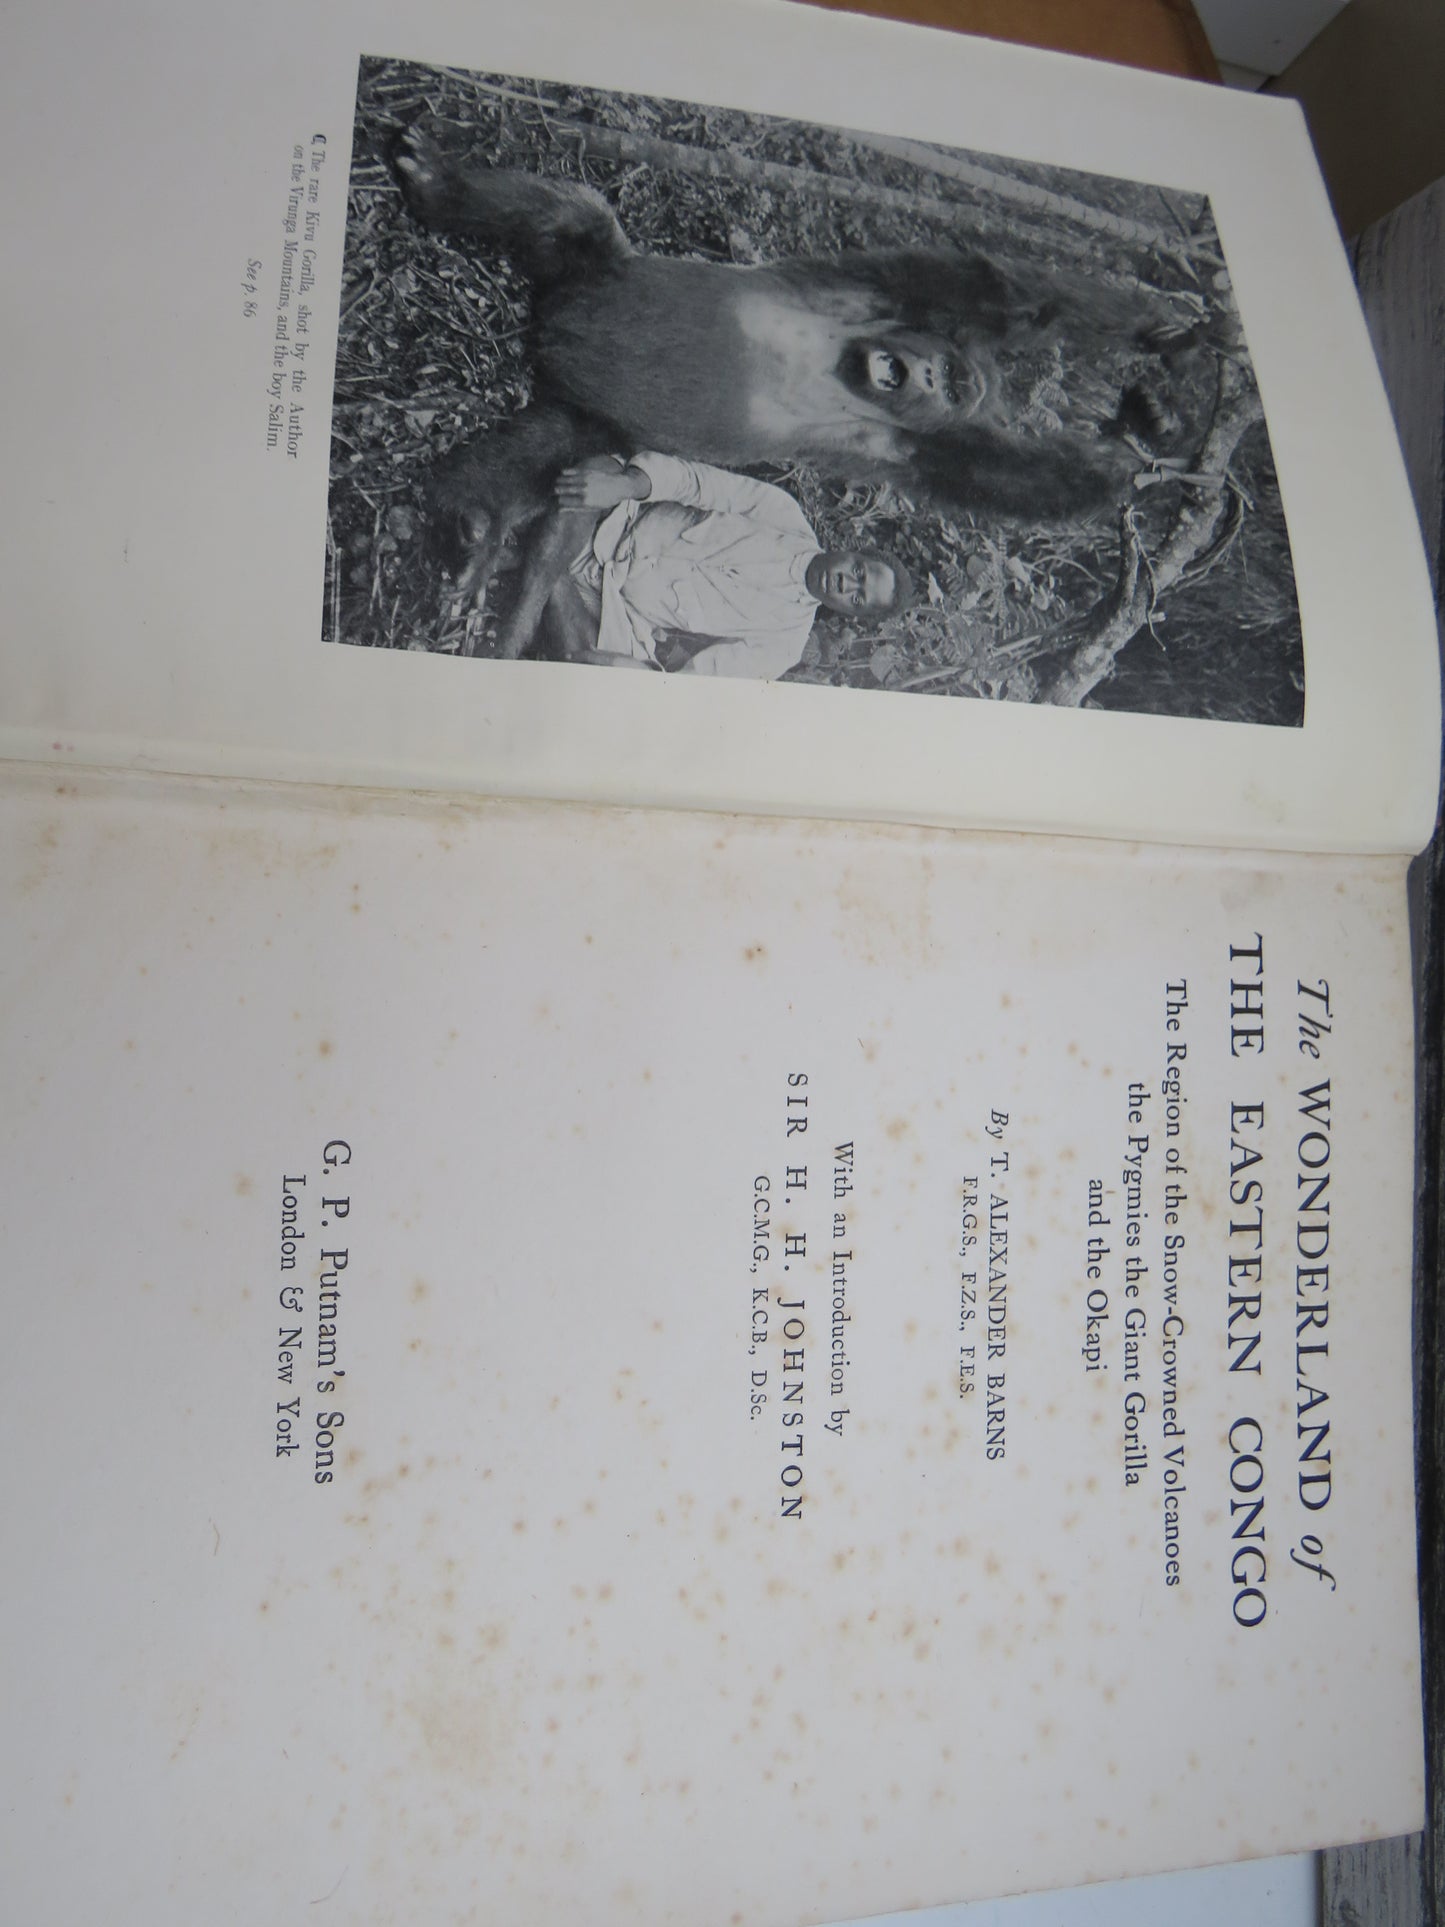 The rare Kivu Gorilla, shot by the Author
on the Virunga Mountains, and the boy Salim.
See p. 86
The WONDERLAND of
THE EASTERN CONGO
The Region of the Snow-Crowned Volcanoes
the Pygmies the Giant Gorilla
and the Okapi
By T. ALEXANDER BARNS
F.R.G.S., F.Z.S., F.E.S.
With an Introduction by
SIR H. H. JOHNSTON
G.C.M.G., K.C.B., D.Sc.
G. P. Putnam's Sons
London & New York